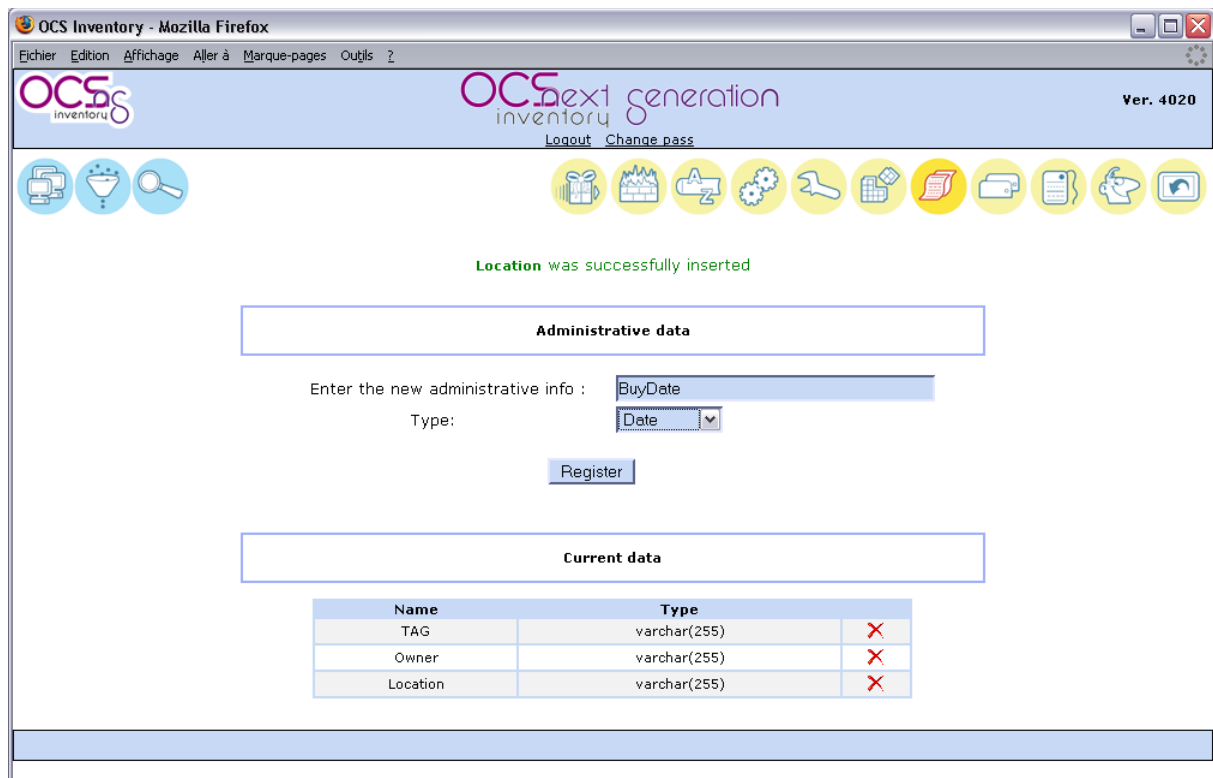 OCS Inventory - Mozilla Firefox
Fichier Edition Affichage Aller à Marque-pages Outils ?
OCS ng
inventory
OCS next generation
inventory
Ver. 4020
Logout Change pass
A
Z
Location was successfully inserted
Administrative data
Enter the new administrative info : BuyDate
Type: Date
Register
Current data
Name Type
TAG varchar(255)
Owner varchar(255)
Location varchar(255)